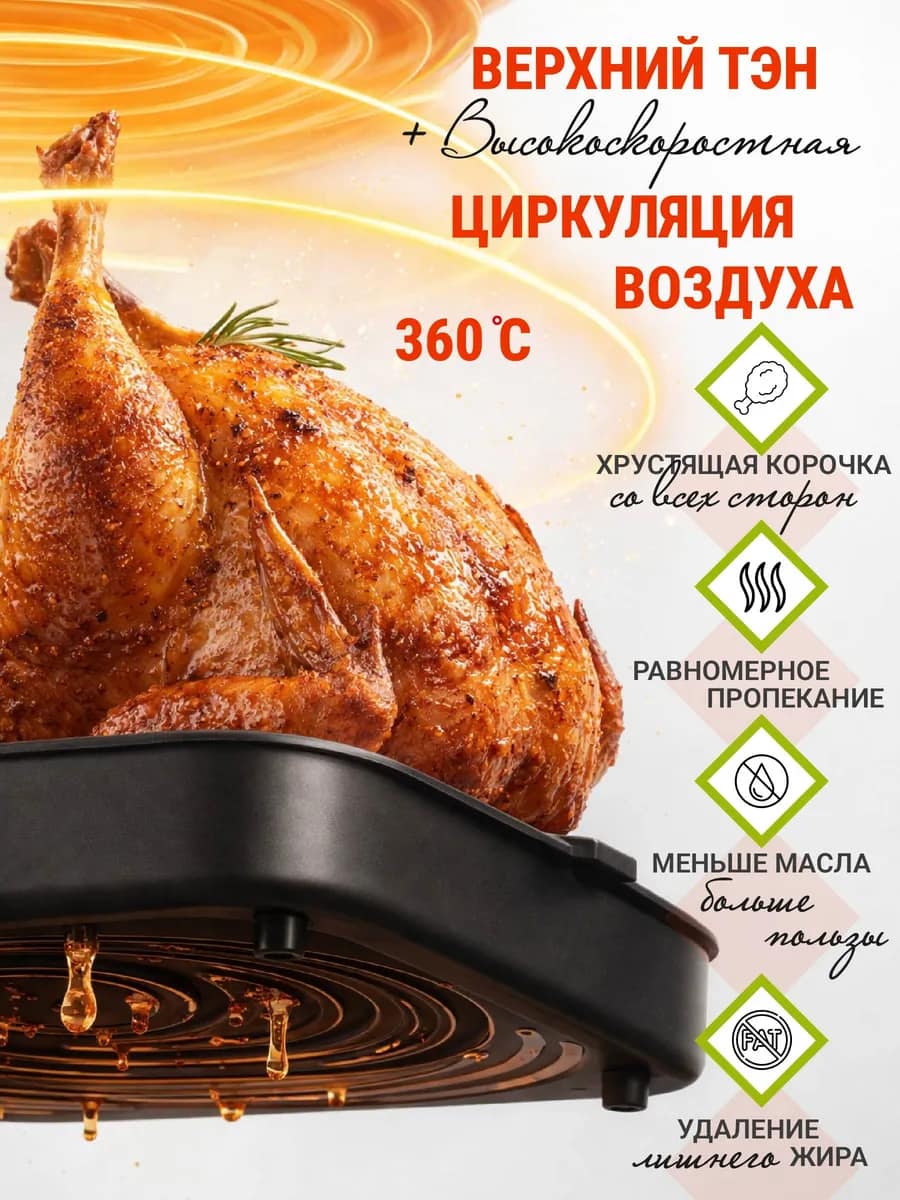 ВЕРХНИЙ ТЭН
+ Высокоскоростная
ЦИРКУЛЯЦИЯ
ВОЗДУХА
360°C
ХРУСТЯЩАЯ КОРОЧКА
со всех сторон
РАВНОМЕРНОЕ
ПРОПЕКАНИЕ
МЕНЬШЕ МАСЛА
больше
пользы
FAT
УДАЛЕНИЕ
лишнего ЖИРА